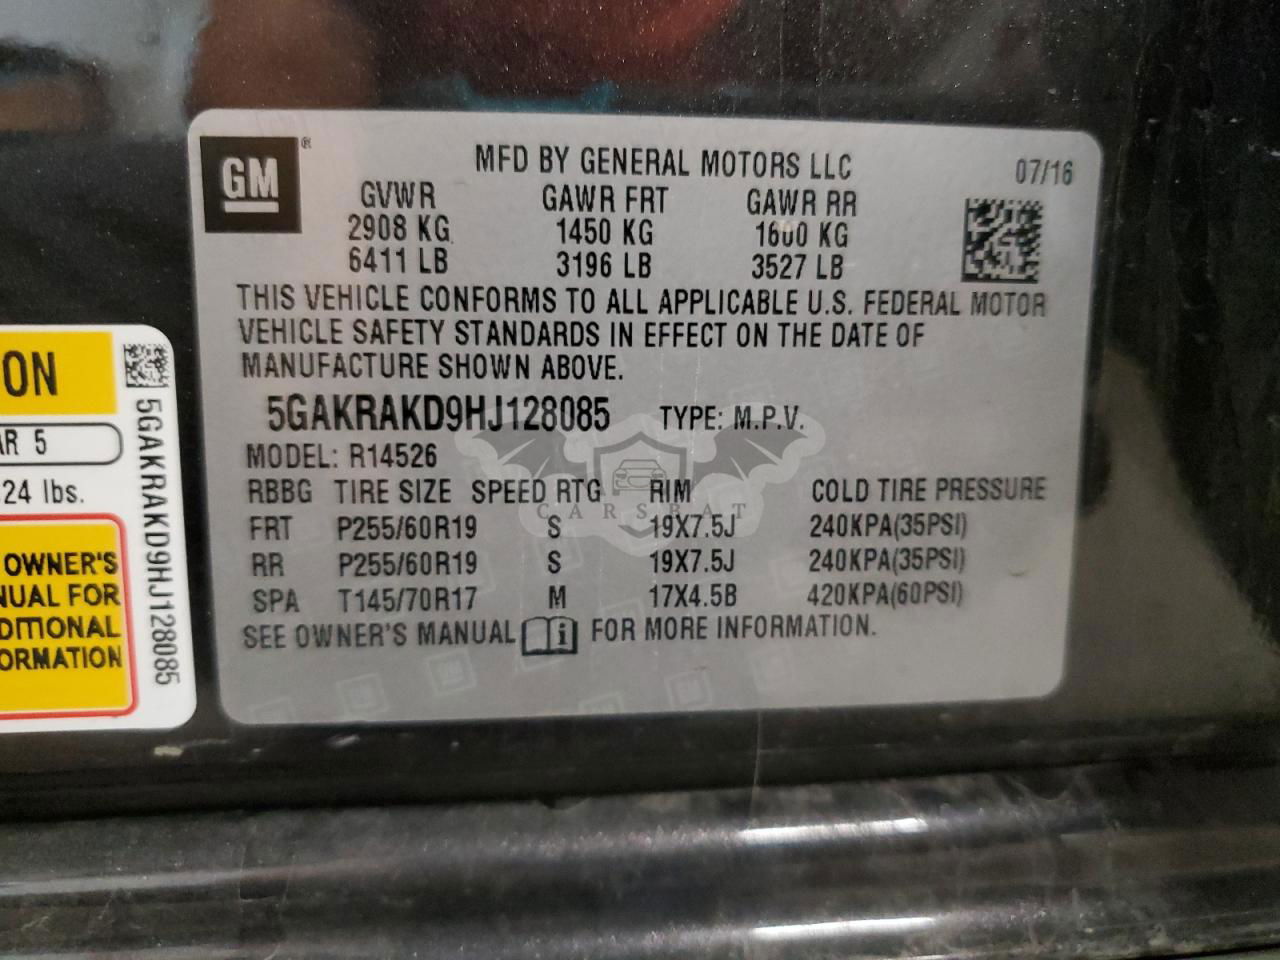 GM ®
MFD BY GENERAL MOTORS LLC 07/16
GVWR GAWR FRT GAWR RR
2908 KG 1450 KG 1600 KG
6411 LB 3196 LB 3527 LB
THIS VEHICLE CONFORMS TO ALL APPLICABLE U.S. FEDERAL MOTOR
VEHICLE SAFETY STANDARDS IN EFFECT ON THE DATE OF
MANUFACTURE SHOWN ABOVE.
5GAKRAKD9HJ128085 TYPE: M.P.V.
MODEL: R14526
RBBG TIRE SIZE SPEED RTG RIM COLD TIRE PRESSURE
FRT P255/60R19 S 19X7.5J 240KPA(35PSI)
RR P255/60R19 S 19X7.5J 240KPA(35PSI)
SPA T145/70R17 M 17X4.5B 420KPA(60PSI)
SEE OWNER'S MANUAL i FOR MORE INFORMATION.
CARSBAT
ON
AR 5
24 lbs.
OWNER'S
NUAL FOR
DITIONAL
ORMATION
5GAKRAKD9HJ128085